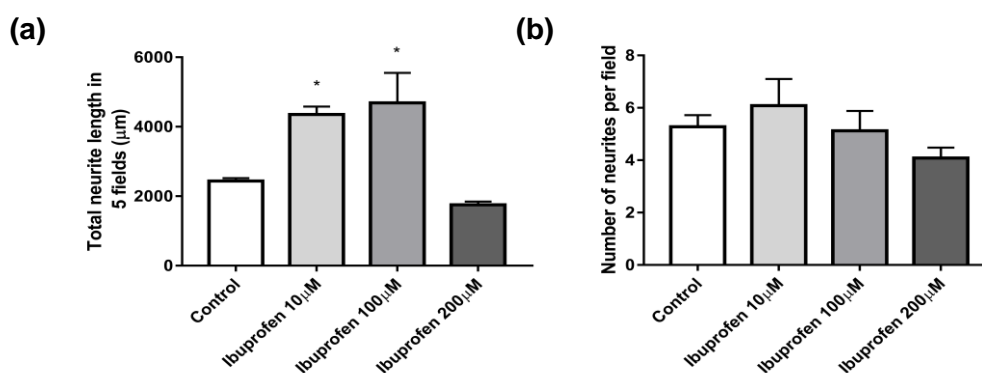 (a)
Total neurite length in
5 fields (μm)
6000
4000
2000
0
*
*
Control
Ibuprofen 10μM
Ibuprofen 100μM
Ibuprofen 200μM
(b)
Number of neurites per field
8
6
4
2
0
Control
Ibuprofen 10μM
Ibuprofen 100μM
Ibuprofen 200μM